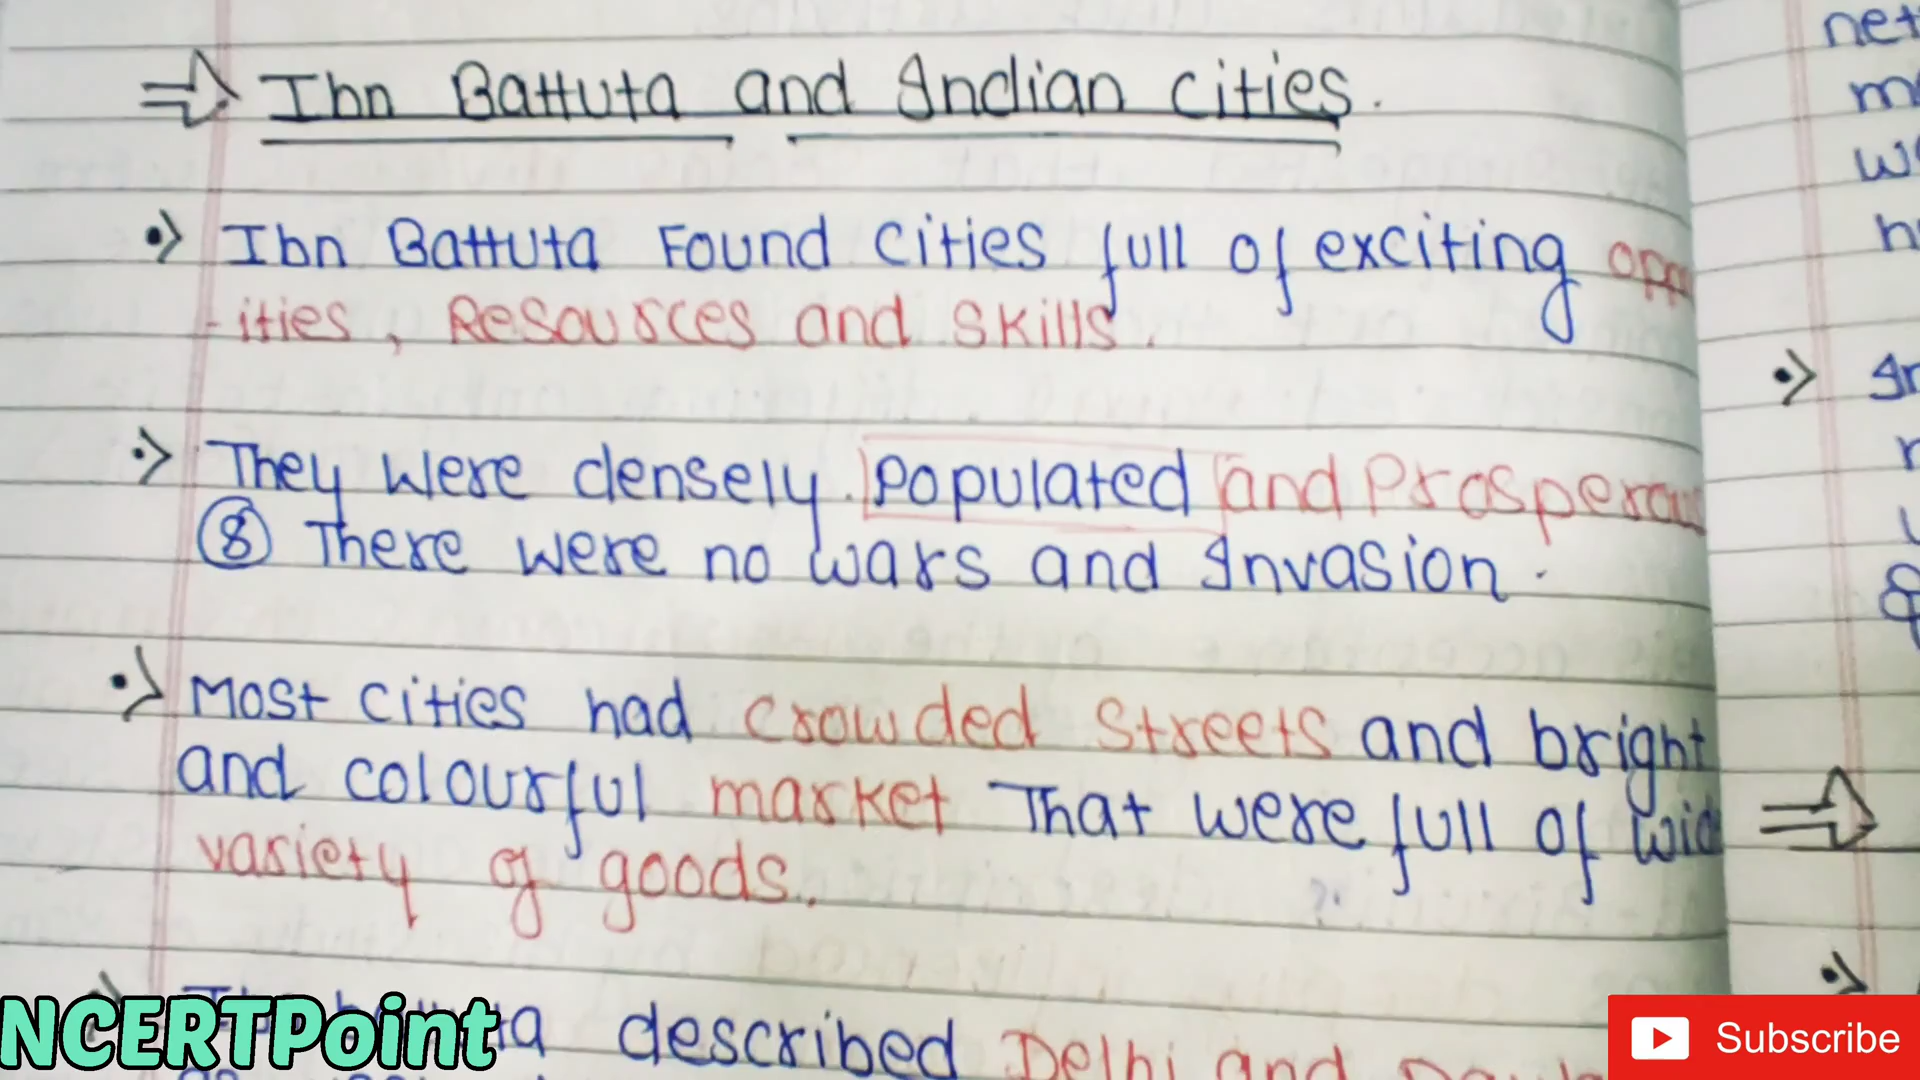 ⇒ Ibn Battuta and Indian cities.
•> Ibn Battuta Found cities full of exciting
-ities, Resources and Skills.
•> They were densely populated and Prosperou
⑧ There were no wars and Invasion.
•> Most cities had crowded Streets and bright
and colourful market That were full of
variety of goods.
described Delhi and
NCERTPoint
Subscribe